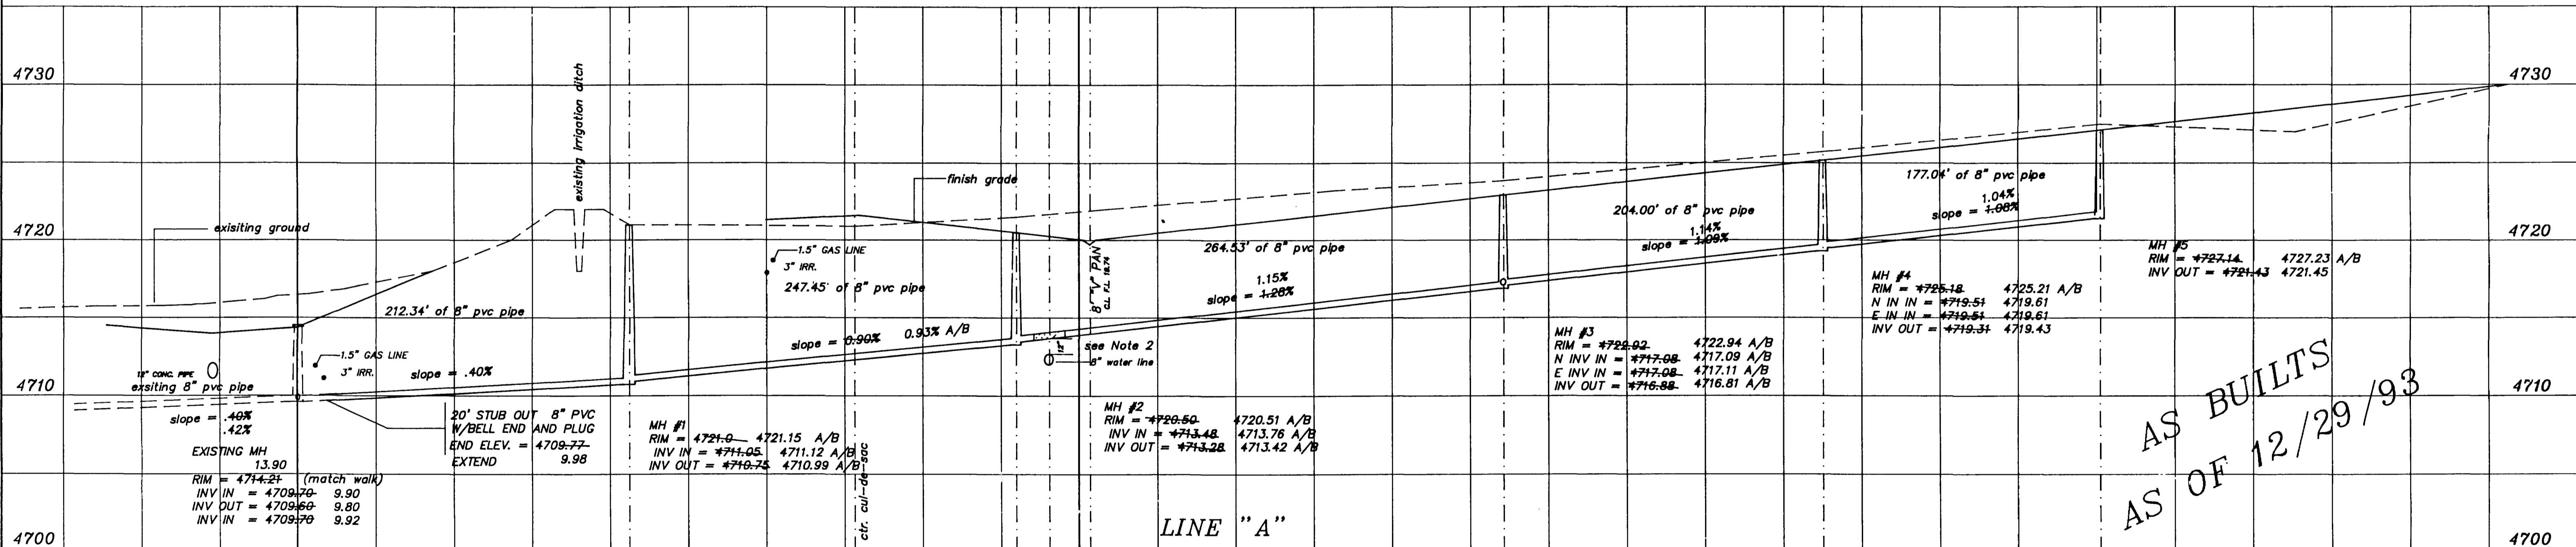 4730
4730
existing irrigation ditch
finish grade
exisiting ground
177.04' of 8" pvc pipe
1.04%
slope = 1.08%
204.00' of 8" pvc pipe
1.14%
slope = 1.09%
4720
4720
1.5" GAS LINE
3" IRR.
247.45' of 8" pvc pipe
264.53' of 8" pvc pipe
1.15%
slope = 1.28%
8' "V" PAN
C.L. F.L. 19.74
212.34' of 8" pvc pipe
slope = 0.90% 0.93% A/B
see Note 2
12"
8" water line
1.5" GAS LINE
3" IRR.
slope = .40%
12" CONC. PIPE
exsiting 8" pvc pipe
4710
4710
slope = .40%
.42%
EXISTING MH
13.90
RIM = 4714.21 (match walk)
INV IN = 4709.70 9.90
INV OUT = 4709.60 9.80
INV IN = 4709.70 9.92
20' STUB OUT 8" PVC
W/BELL END AND PLUG
END ELEV. = 4709.77
EXTEND 9.98
MH #1
RIM = 4721.0 4721.15 A/B
INV IN = 4711.05 4711.12 A/B
INV OUT = 4710.75 4710.99 A/B
ctr. cul-de-sac
MH #2
RIM = 4720.50 4720.51 A/B
INV IN = 4713.48 4713.76 A/B
INV OUT = 4713.28 4713.42 A/B
MH #3
RIM = 4722.92 4722.94 A/B
N INV IN = 4717.08 4717.09 A/B
E INV IN = 4717.08 4717.11 A/B
INV OUT = 4716.88 4716.81 A/B
MH #4
RIM = 4725.18 4725.21 A/B
N IN IN = 4719.51 4719.61
E IN IN = 4719.51 4719.61
INV OUT = 4719.31 4719.43
MH #5
RIM = 4727.14 4727.23 A/B
INV OUT = 4721.43 4721.45
AS BUILTS
AS OF 12/29/93
LINE "A"
4700
4700